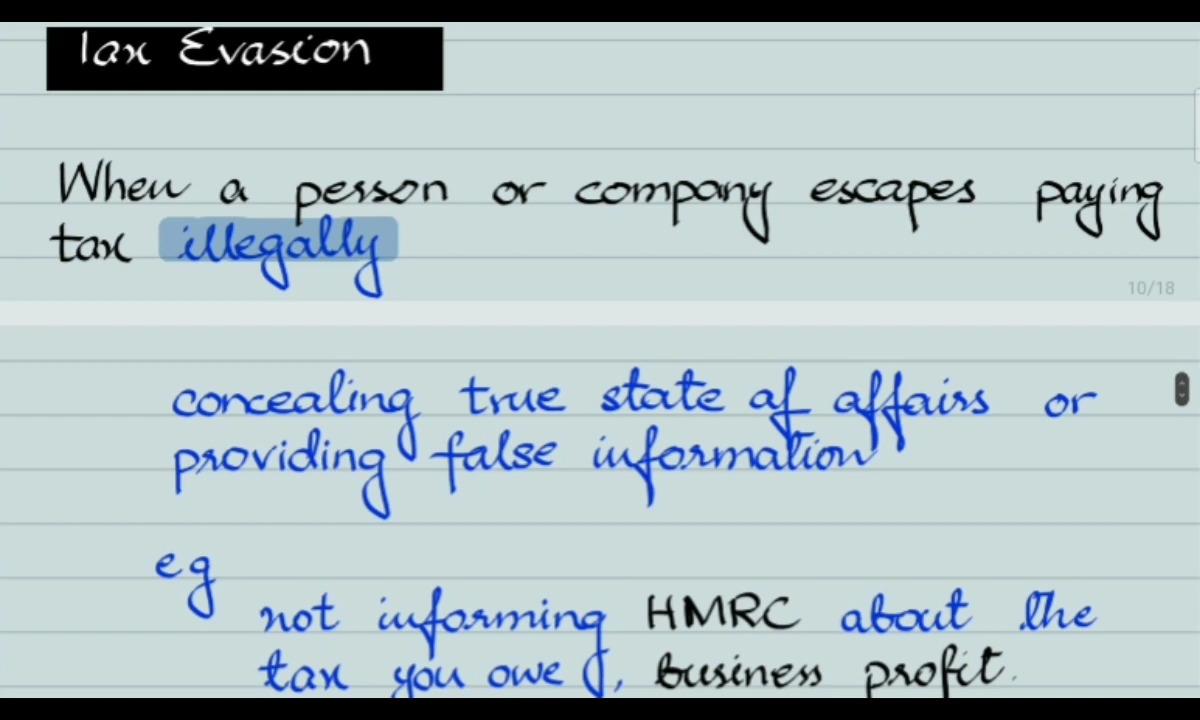 Tax Evasion
When a person or company escapes paying
tax illegally
10/18
concealing true state of affairs or
providing false information
eg
not informing HMRC about the
tax you owe, business profit.